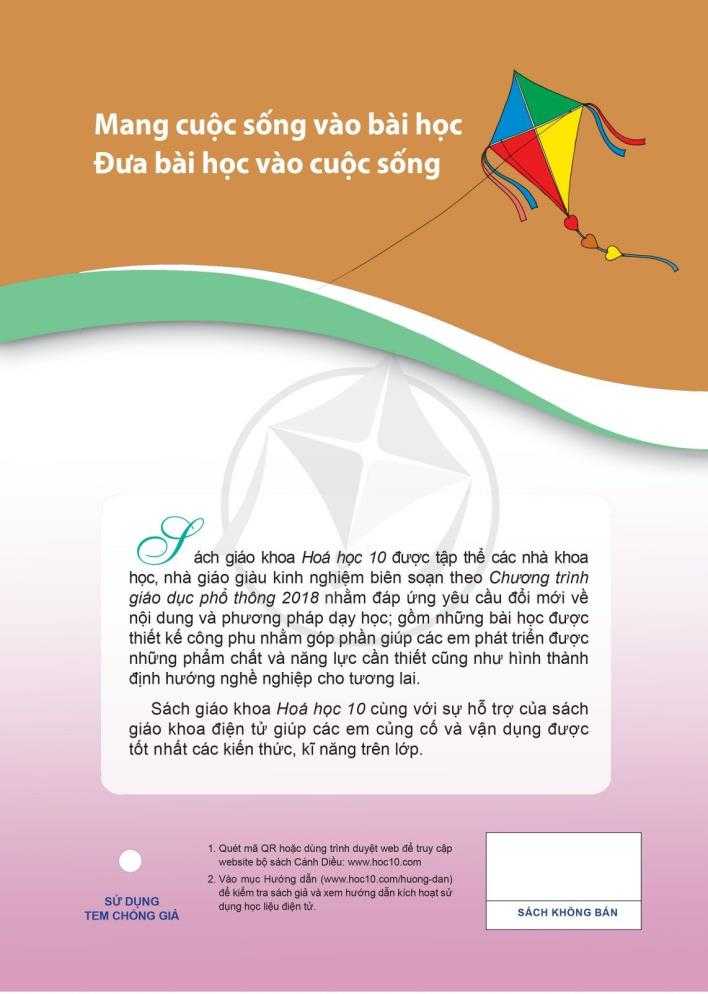 Mang cuộc sống vào bài học
Đưa bài học vào cuộc sống
Sách giáo khoa Hoá học 10 được tập thể các nhà khoa
học, nhà giáo giàu kinh nghiệm biên soạn theo Chương trình
giáo dục phổ thông 2018 nhằm đáp ứng yêu cầu đổi mới về
nội dung và phương pháp dạy học; gồm những bài học được
thiết kế công phu nhằm góp phần giúp các em phát triển được
những phẩm chất và năng lực cần thiết cũng như hình thành
định hướng nghề nghiệp cho tương lai.
Sách giáo khoa Hoá học 10 cùng với sự hỗ trợ của sách
giáo khoa điện tử giúp các em củng cố và vận dụng được
tốt nhất các kiến thức, kĩ năng trên lớp.
SỬ DỤNG
TEM CHỐNG GIẢ
1. Quét mã QR hoặc dùng trình duyệt web để truy cập
website bộ sách Cánh Diều: www.hoc10.com
2. Vào mục Hướng dẫn (www.hoc10.com/huong-dan)
để kiểm tra sách giả và xem hướng dẫn kích hoạt sử
dụng học liệu điện tử.
SÁCH KHÔNG BÁN